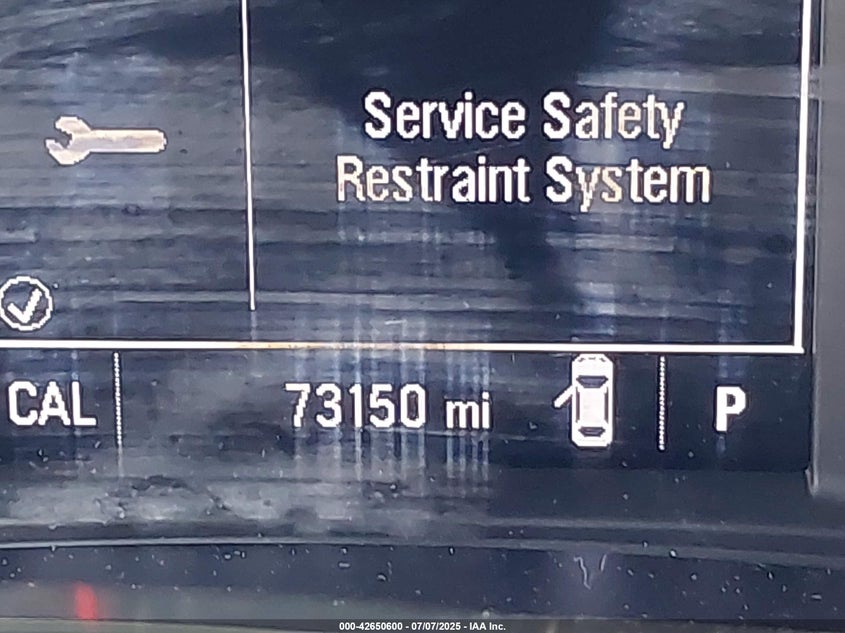 Service Safety
Restraint System
CAL 73150 mi P
000-42650600 - 07/07/2025 - IAA Inc.